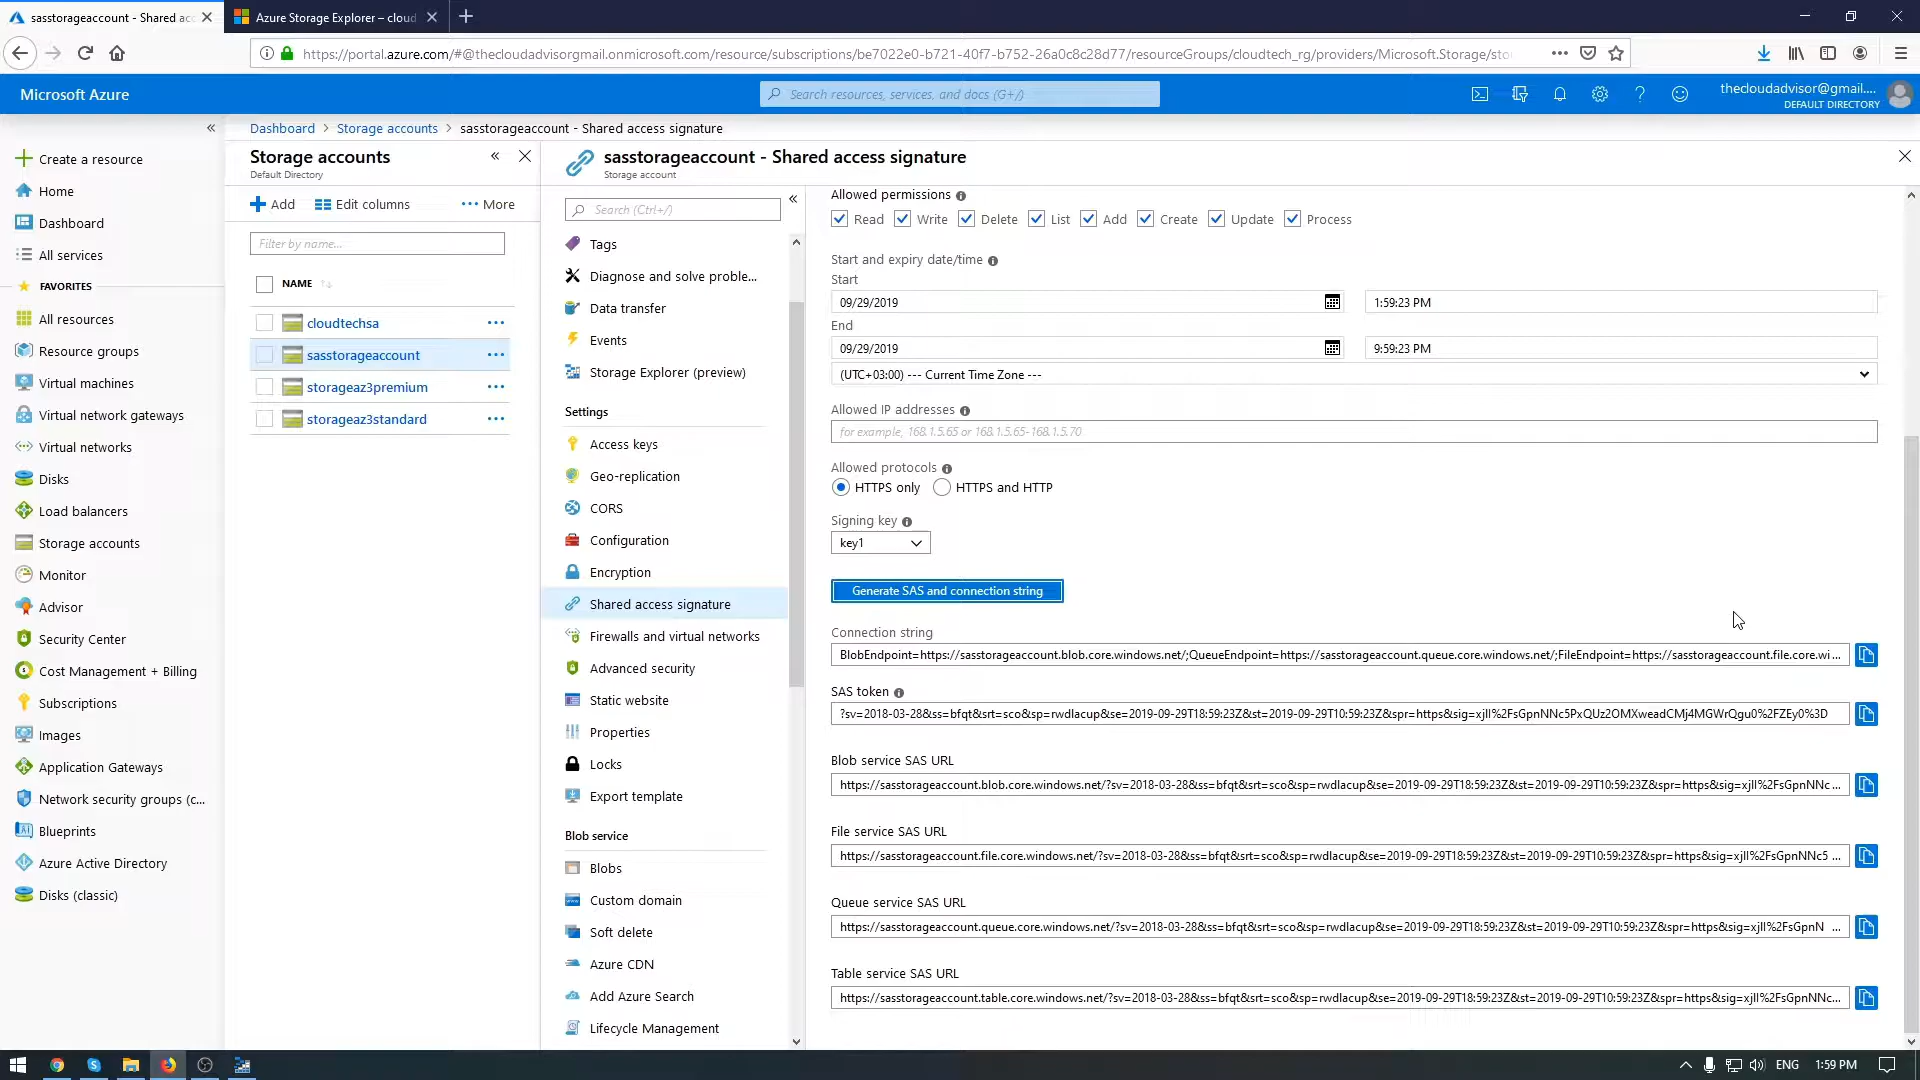 sasstorageaccount - Shared acc
Azure Storage Explorer – cloud
https://portal.azure.com/#@thecloudadvisorgmail.onmicrosoft.com/resource/subscriptions/be7022e0-b721-40f7-b752-26a0c8c28d77/resourceGroups/cloudtech_rg/providers/Microsoft.Storage/sto
Microsoft Azure
Search resources, services, and docs (G+/)
thecloudadvisor@gmail....
DEFAULT DIRECTORY
Dashboard > Storage accounts > sasstorageaccount - Shared access signature
Create a resource
Home
Dashboard
All services
FAVORITES
All resources
Resource groups
Virtual machines
Virtual network gateways
Virtual networks
Disks
Load balancers
Storage accounts
Monitor
Advisor
Security Center
Cost Management + Billing
Subscriptions
Images
Application Gateways
Network security groups (c...
Blueprints
Azure Active Directory
Disks (classic)
Storage accounts
Default Directory
Add Edit columns ••• More
Filter by name...
NAME
cloudtechsa
sasstorageaccount
storageaz3premium
storageaz3standard
sasstorageaccount - Shared access signature
Storage account
Search (Ctrl+/)
Tags
Diagnose and solve proble...
Data transfer
Events
Storage Explorer (preview)
Settings
Access keys
Geo-replication
CORS
Configuration
Encryption
Shared access signature
Firewalls and virtual networks
Advanced security
Static website
Properties
Locks
Export template
Blob service
Blobs
Custom domain
Soft delete
Azure CDN
Add Azure Search
Lifecycle Management
Allowed permissions
Read Write Delete List Add Create Update Process
Start and expiry date/time
Start
09/29/2019 1:59:23 PM
End
09/29/2019 9:59:23 PM
(UTC+03:00) --- Current Time Zone ---
Allowed IP addresses
for example, 168.1.5.65 or 168.1.5.65-168.1.5.70
Allowed protocols
HTTPS only HTTPS and HTTP
Signing key
key1
Generate SAS and connection string
Connection string
BlobEndpoint=https://sasstorageaccount.blob.core.windows.net/;QueueEndpoint=https://sasstorageaccount.queue.core.windows.net/;FileEndpoint=https://sasstorageaccount.file.core.wi...
SAS token
?sv=2018-03-28&ss=bfqt&srt=sco&sp=rwdlacup&se=2019-09-29T18:59:23Z&st=2019-09-29T10:59:23Z&spr=https&sig=xjIl%2FsGpnNNc5PxQUz2OMXweadCMj4MGWrQgu0%2FZEy0%3D
Blob service SAS URL
https://sasstorageaccount.blob.core.windows.net/?sv=2018-03-28&ss=bfqt&srt=sco&sp=rwdlacup&se=2019-09-29T18:59:23Z&st=2019-09-29T10:59:23Z&spr=https&sig=xjIl%2FsGpnNNc ...
File service SAS URL
https://sasstorageaccount.file.core.windows.net/?sv=2018-03-28&ss=bfqt&srt=sco&sp=rwdlacup&se=2019-09-29T18:59:23Z&st=2019-09-29T10:59:23Z&spr=https&sig=xjIl%2FsGpnNNc5 ...
Queue service SAS URL
https://sasstorageaccount.queue.core.windows.net/?sv=2018-03-28&ss=bfqt&srt=sco&sp=rwdlacup&se=2019-09-29T18:59:23Z&st=2019-09-29T10:59:23Z&spr=https&sig=xjIl%2FsGpnN ...
Table service SAS URL
https://sasstorageaccount.table.core.windows.net/?sv=2018-03-28&ss=bfqt&srt=sco&sp=rwdlacup&se=2019-09-29T18:59:23Z&st=2019-09-29T10:59:23Z&spr=https&sig=xjIl%2FsGpnNNc...
ENG 1:59 PM